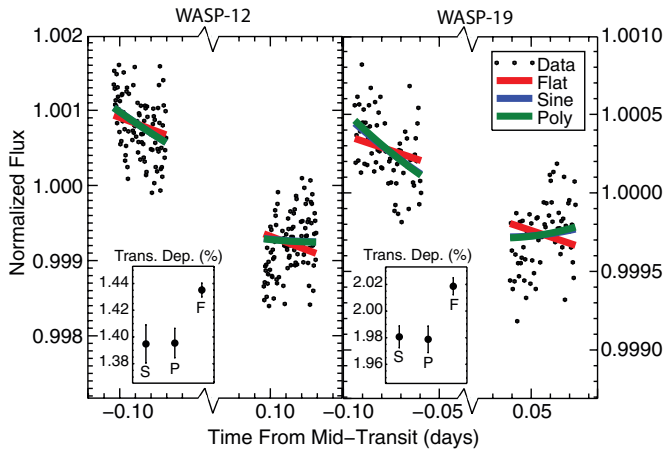 WASP-12
WASP-19
1.002
1.001
1.000
0.999
0.998
Normalized Flux
1.0010
1.0005
1.0000
0.9995
0.9990
Data
Flat
Sine
Poly
Trans. Dep. (%)
1.44
1.42
1.40
1.38
S
P
F
Trans. Dep. (%)
2.02
2.00
1.98
1.96
S
P
F
−0.10
0.10
−0.10
−0.05
0.05
Time From Mid−Transit (days)